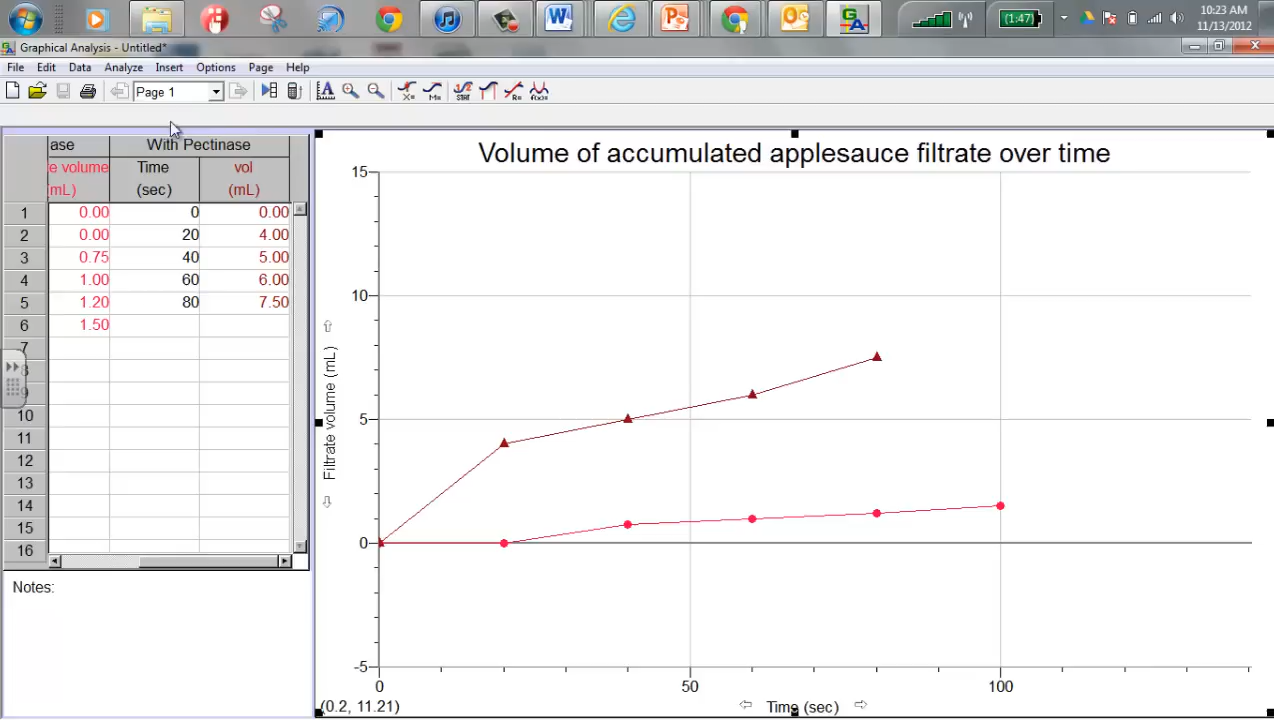 10:23 AM
(1:47)
11/13/2012
Graphical Analysis - Untitled*
File Edit Data Analyze Insert Options Page Help
Page 1
ase With Pectinase
e volume Time vol
(mL) (sec) (mL)
1 0.00 0 0.00
2 0.00 20 4.00
3 0.75 40 5.00
4 1.00 60 6.00
5 1.20 80 7.50
6 1.50
7
8
9
10
11
12
13
14
15
16
Notes:
Volume of accumulated applesauce filtrate over time
15
10
5
0
-5
Filtrate volume (mL)
0 50 100
(0.2, 11.21)
Time (sec)